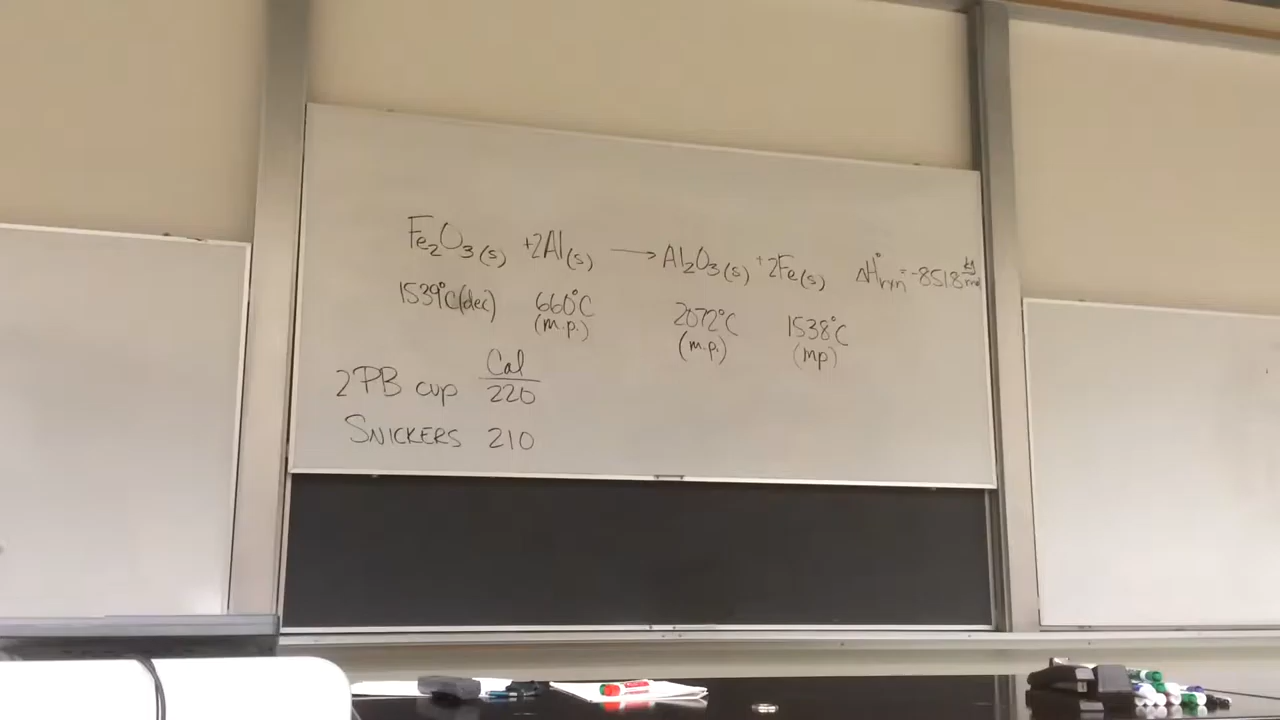 Fe₂O₃(s) +2Al(s) → Al₂O₃(s) +2Fe(s) ΔH°rxn = -851.8 kJ/mol
1539°C(dec) 660°C 2072°C 1538°C
(m.p.) (m.p.) (mp)
Cal
2 PB cup 220
SNICKERS 210